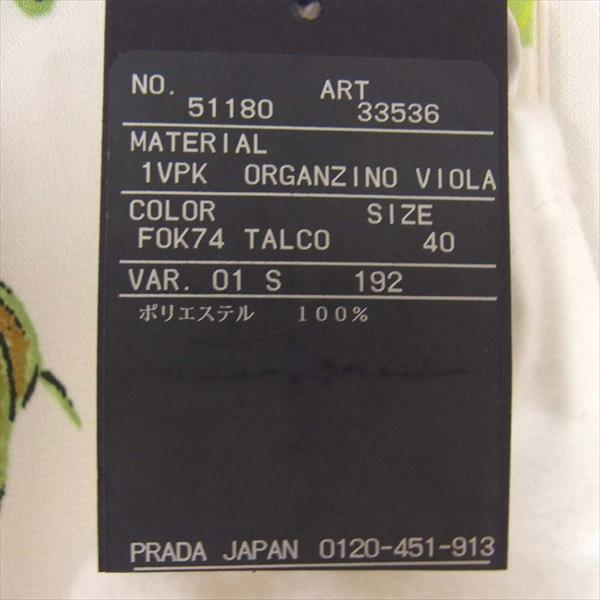 NO. ART
51180 33536
MATERIAL
1VPK ORGANZINO VIOLA
COLOR SIZE
F0K74 TALCO 40
VAR. 01 S 192
ポリエステル 100%
PRADA JAPAN 0120-451-913